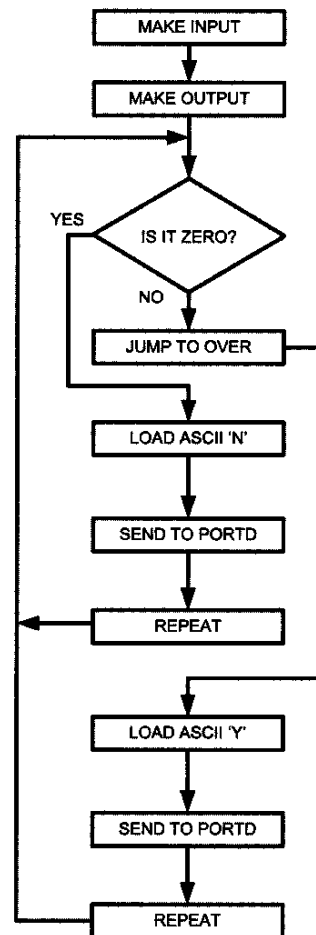 MAKE INPUT
MAKE OUTPUT
YES
IS IT ZERO?
NO
JUMP TO OVER
LOAD ASCII 'N'
SEND TO PORTD
REPEAT
LOAD ASCII 'Y'
SEND TO PORTD
REPEAT